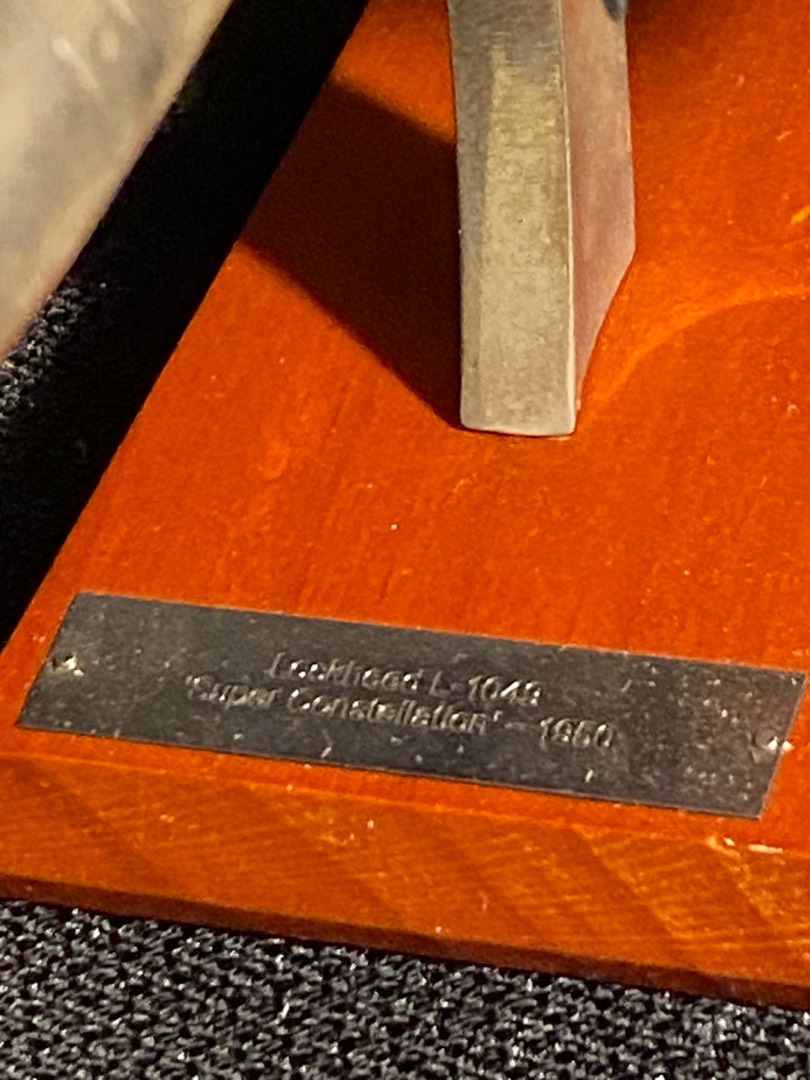 Lockheed L-1049
'Super Constellation' - 1950